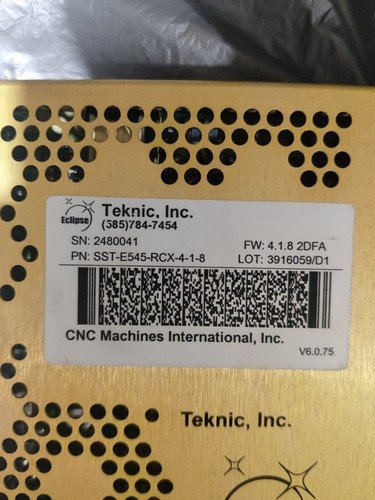 Eclipse
Teknic, Inc.
(585)784-7454
SN: 2480041 FW: 4.1.8 2DFA
PN: SST-E545-RCX-4-1-8 LOT: 3916059/D1
CNC Machines International, Inc.
V6.0.75
Teknic, Inc.